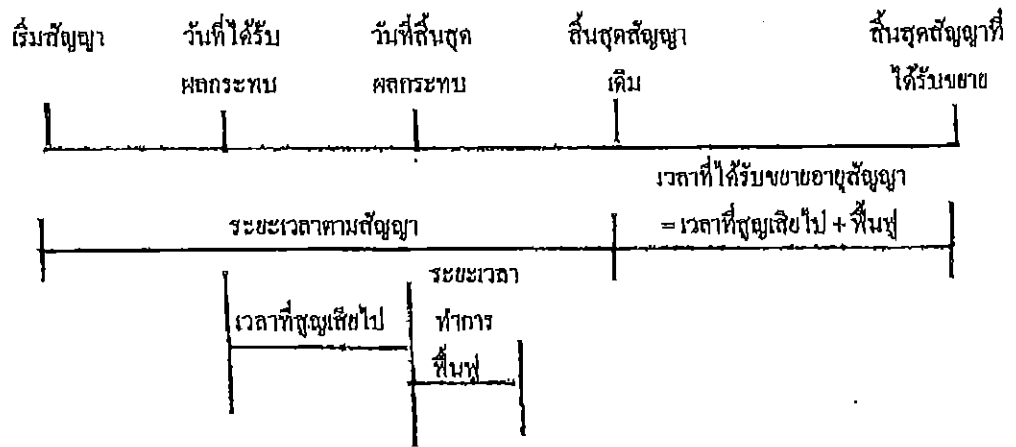 เริ่มสัญญา วันที่ได้รับ วันที่สิ้นสุด สิ้นสุดสัญญา สิ้นสุดสัญญาที่
ผลกระทบ ผลกระทบ เดิม ได้รับขยาย
เวลาที่ได้รับขยายอายุสัญญา
ระยะเวลาตามสัญญา = เวลาที่สูญเสียไป + ฟื้นฟู
ระยะเวลา
เวลาที่สูญเสียไป ทำการ
ฟื้นฟู